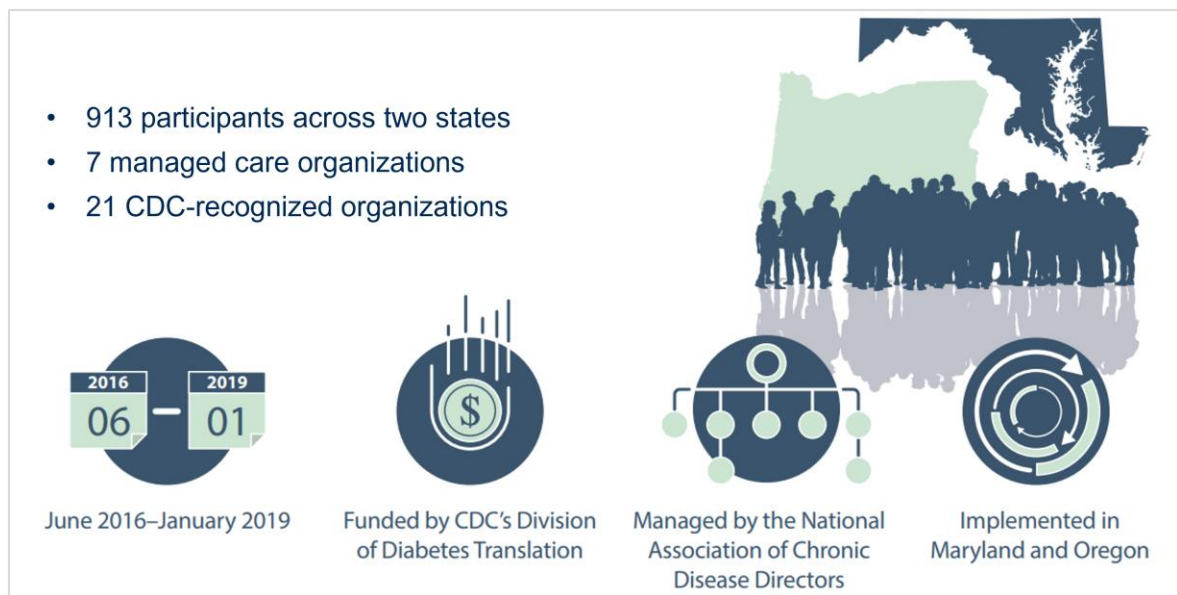 • 913 participants across two states
• 7 managed care organizations
• 21 CDC-recognized organizations
2016
06
2019
01
$
June 2016–January 2019
Funded by CDC’s Division
of Diabetes Translation
Managed by the National
Association of Chronic
Disease Directors
Implemented in
Maryland and Oregon